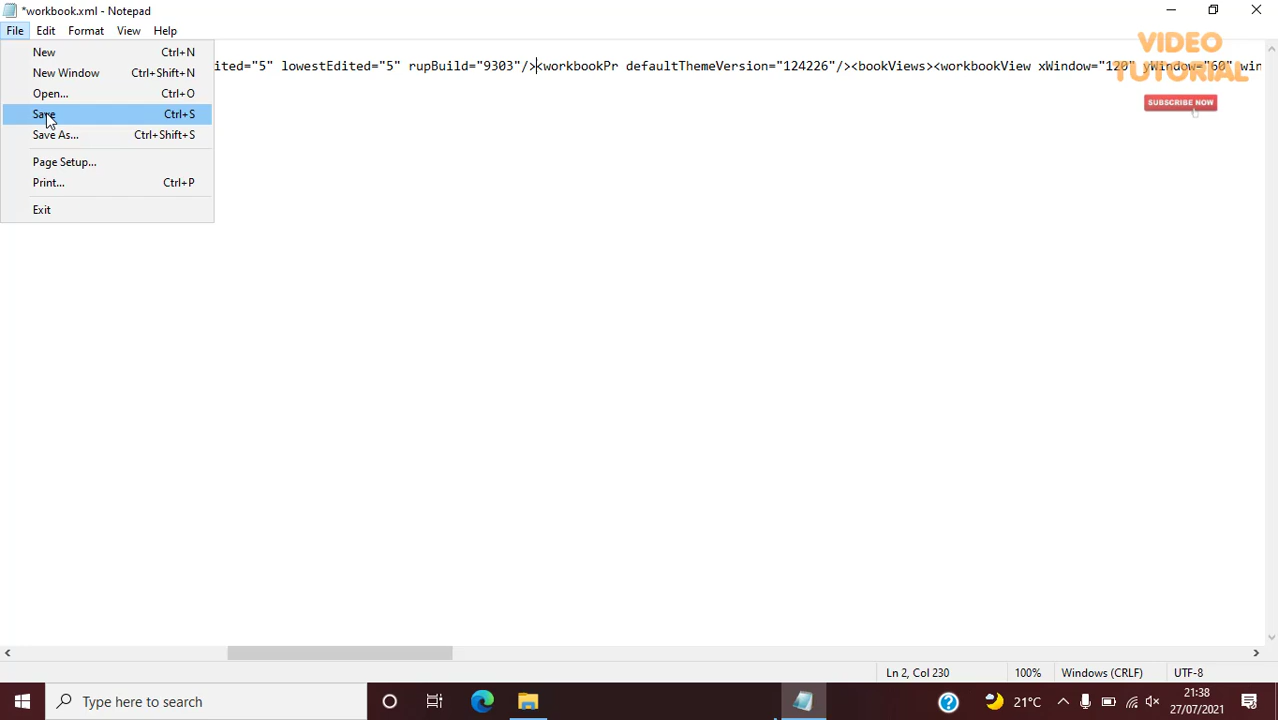 *workbook.xml - Notepad
File Edit Format View Help
ited="5" lowestEdited="5" rupBuild="9303"/><workbookPr defaultThemeVersion="124226"/><bookViews><workbookView xWindow="120" yWindow="60" win
New Ctrl+N
New Window Ctrl+Shift+N
Open... Ctrl+O
Save Ctrl+S
Save As... Ctrl+Shift+S
Page Setup...
Print... Ctrl+P
Exit
VIDEO
TUTORIAL
SUBSCRIBE NOW
Ln 2, Col 230 100% Windows (CRLF) UTF-8
Type here to search
21°C
21:38
27/07/2021